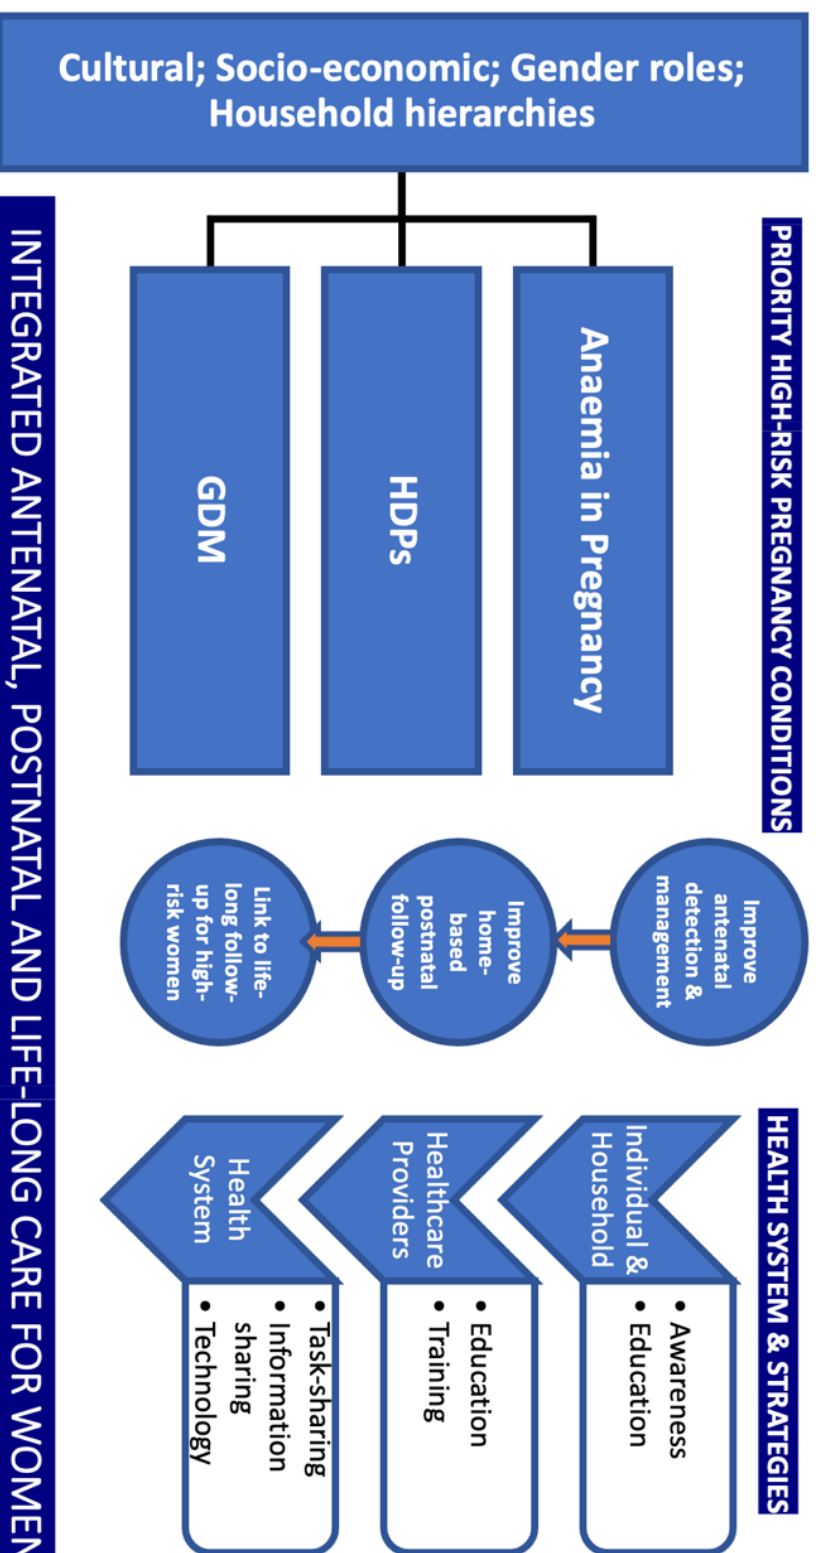 Cultural; Socio-economic; Gender roles;
Household hierarchies
PRIORITY HIGH-RISK PREGNANCY CONDITIONS
Anaemia in Pregnancy
HDPs
GDM
Improve
antenatal
detection &
management
Improve
home-
based
postnatal
follow-up
Link to life-
long follow-
up for high-
risk women
HEALTH SYSTEM & STRATEGIES
Individual &
Household
• Awareness
• Education
Healthcare
Providers
• Education
• Training
Health
System
• Task-sharing
• Information
sharing
• Technology
INTEGRATED ANTENATAL, POSTNATAL AND LIFE-LONG CARE FOR WOMEN